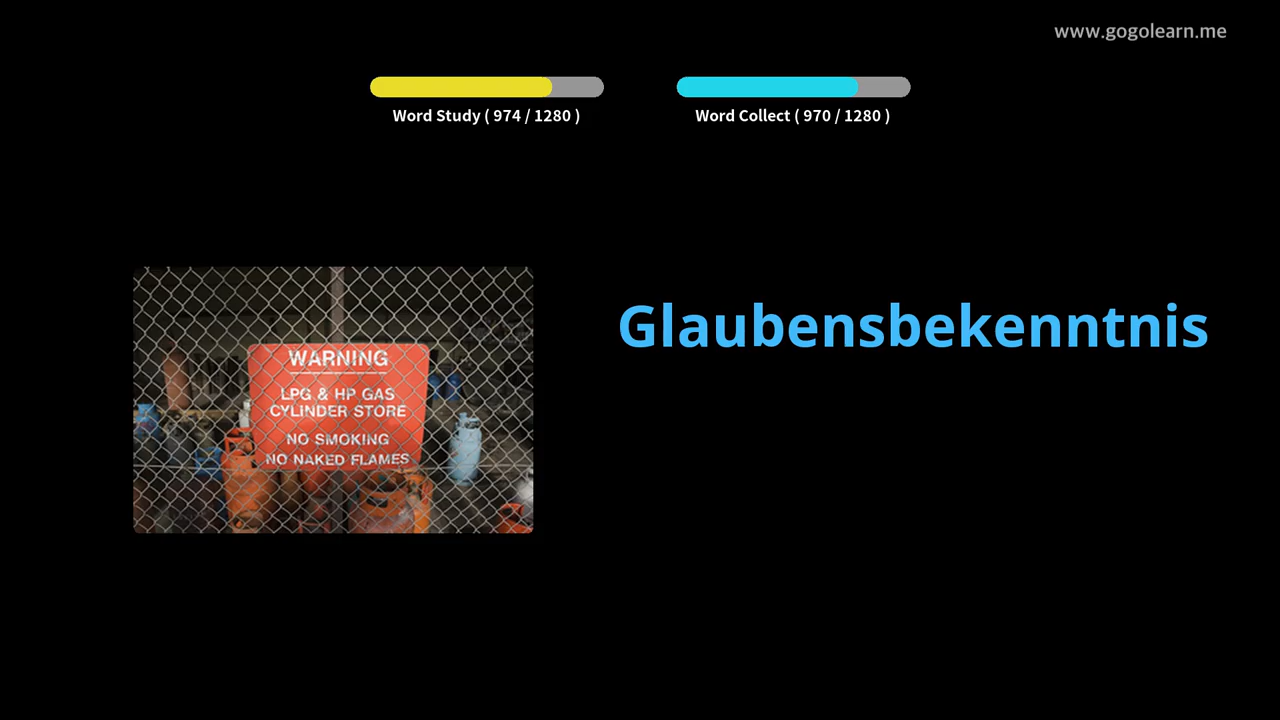 www.gogolearn.me
Word Study ( 974 / 1280 )
Word Collect ( 970 / 1280 )
Glaubensbekenntnis
WARNING
LPG & HP GAS
CYLINDER STORE
NO SMOKING
NO NAKED FLAMES